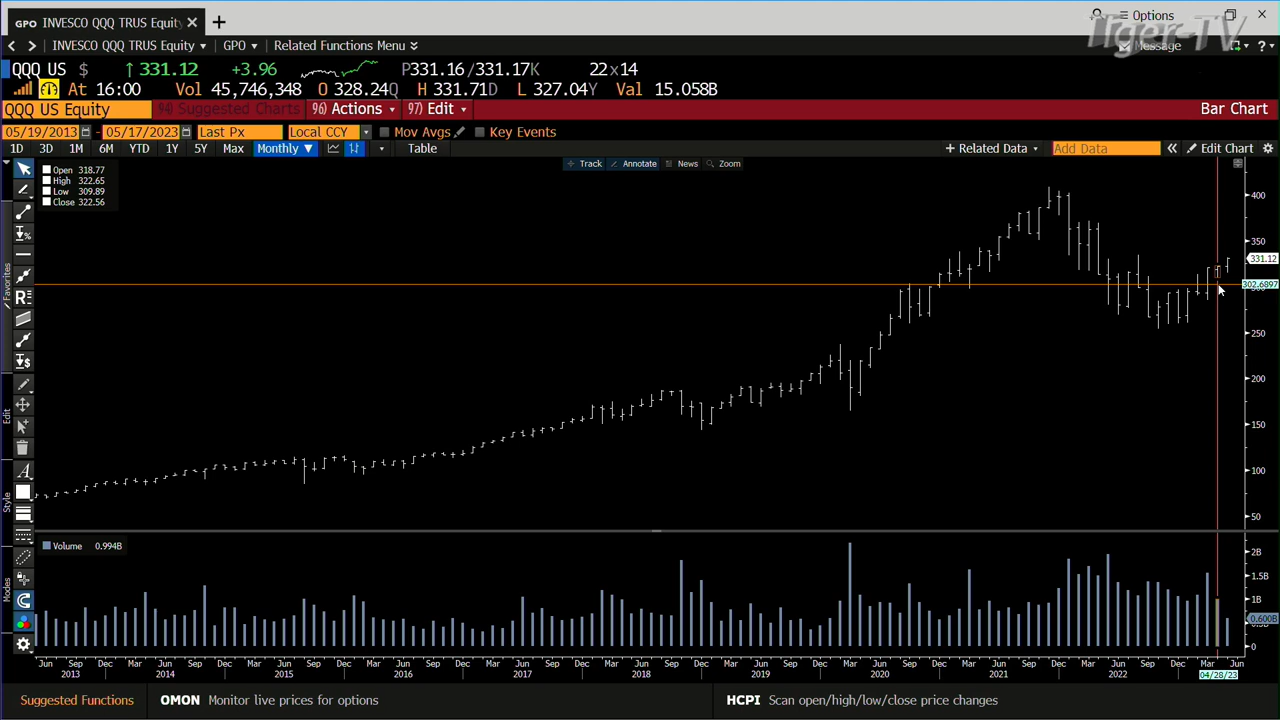 GPO INVESCO QQQ TRUS Equity × +
Options
INVESCO QQQ TRUS Equity GPO Related Functions Menu
Message ?
Tiger-TV
QQQ US $ ↑331.12 +3.96 P331.16/331.17K 22×14
At 16:00 Vol 45,746,348 O 328.24Q H 331.71D L 327.04Y Val 15.058B
QQQ US Equity 94) Suggested Charts 96) Actions 97) Edit Bar Chart
05/19/2013 - 05/17/2023 Last Px Local CCY Mov Avgs Key Events
1D 3D 1M 6M YTD 1Y 5Y Max Monthly ▼ Table + Related Data Add Data « Edit Chart
Track Annotate News Zoom
Open 318.77
High 322.65
Low 309.89
Close 322.56
Favorites
Edit
Style
Modes
400
350
331.12
302.6897
250
200
150
100
50
Volume 0.994B
2B
1.5B
1B
0.600B
0
Jun Sep Dec Mar Jun Sep Dec Mar Jun Sep Dec Mar Jun Sep Dec Mar Jun Sep Dec Mar Jun Sep Dec Mar Jun Sep Dec Mar Jun Sep Dec Mar Jun Sep Dec Mar Jun Sep Dec Mar Jun
2013 2014 2015 2016 2017 2018 2019 2020 2021 2022 04/28/23
Suggested Functions OMON Monitor live prices for options HCPI Scan open/high/low/close price changes